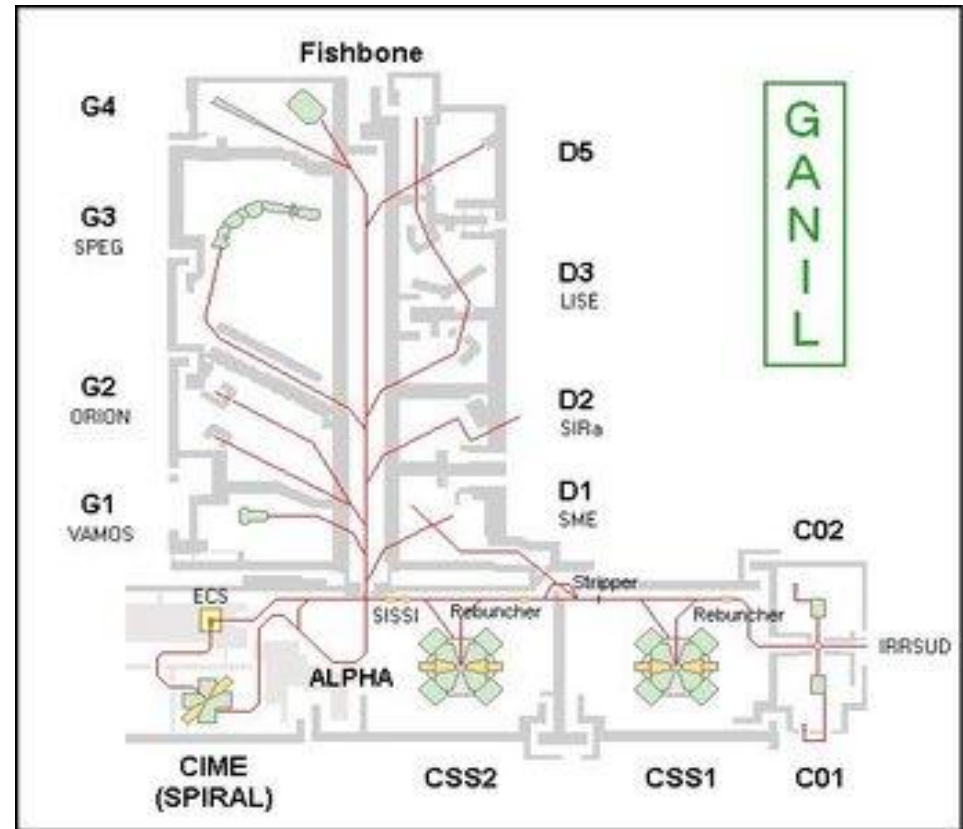 Fishbone
G4
D5
G
A
N
I
L
G3
SPEG
D3
LISE
G2
ORION
D2
SIRa
G1
VAMOS
D1
SME
C02
ECS
Stripper
SISSI
Rebuncher
Rebuncher
IRRSUD
ALPHA
CIME
(SPIRAL)
CSS2
CSS1
C01